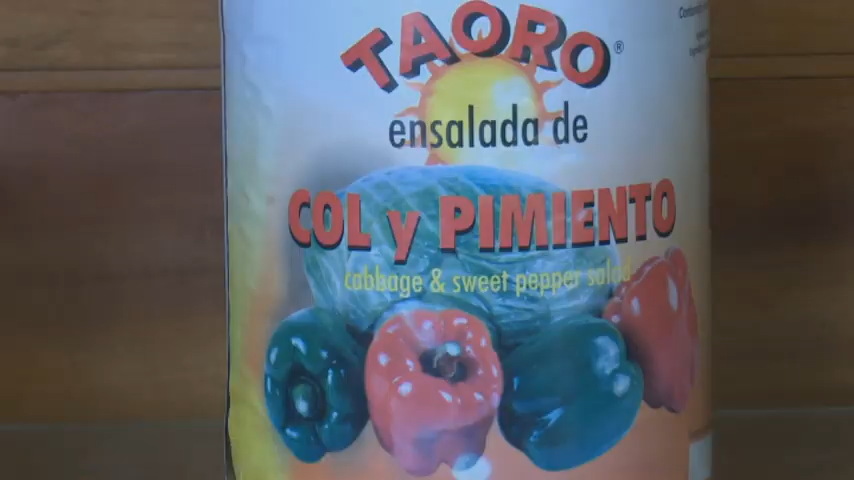 TAORO®
ensalada de
COL y PIMIENTO
cabbage & sweet pepper salad